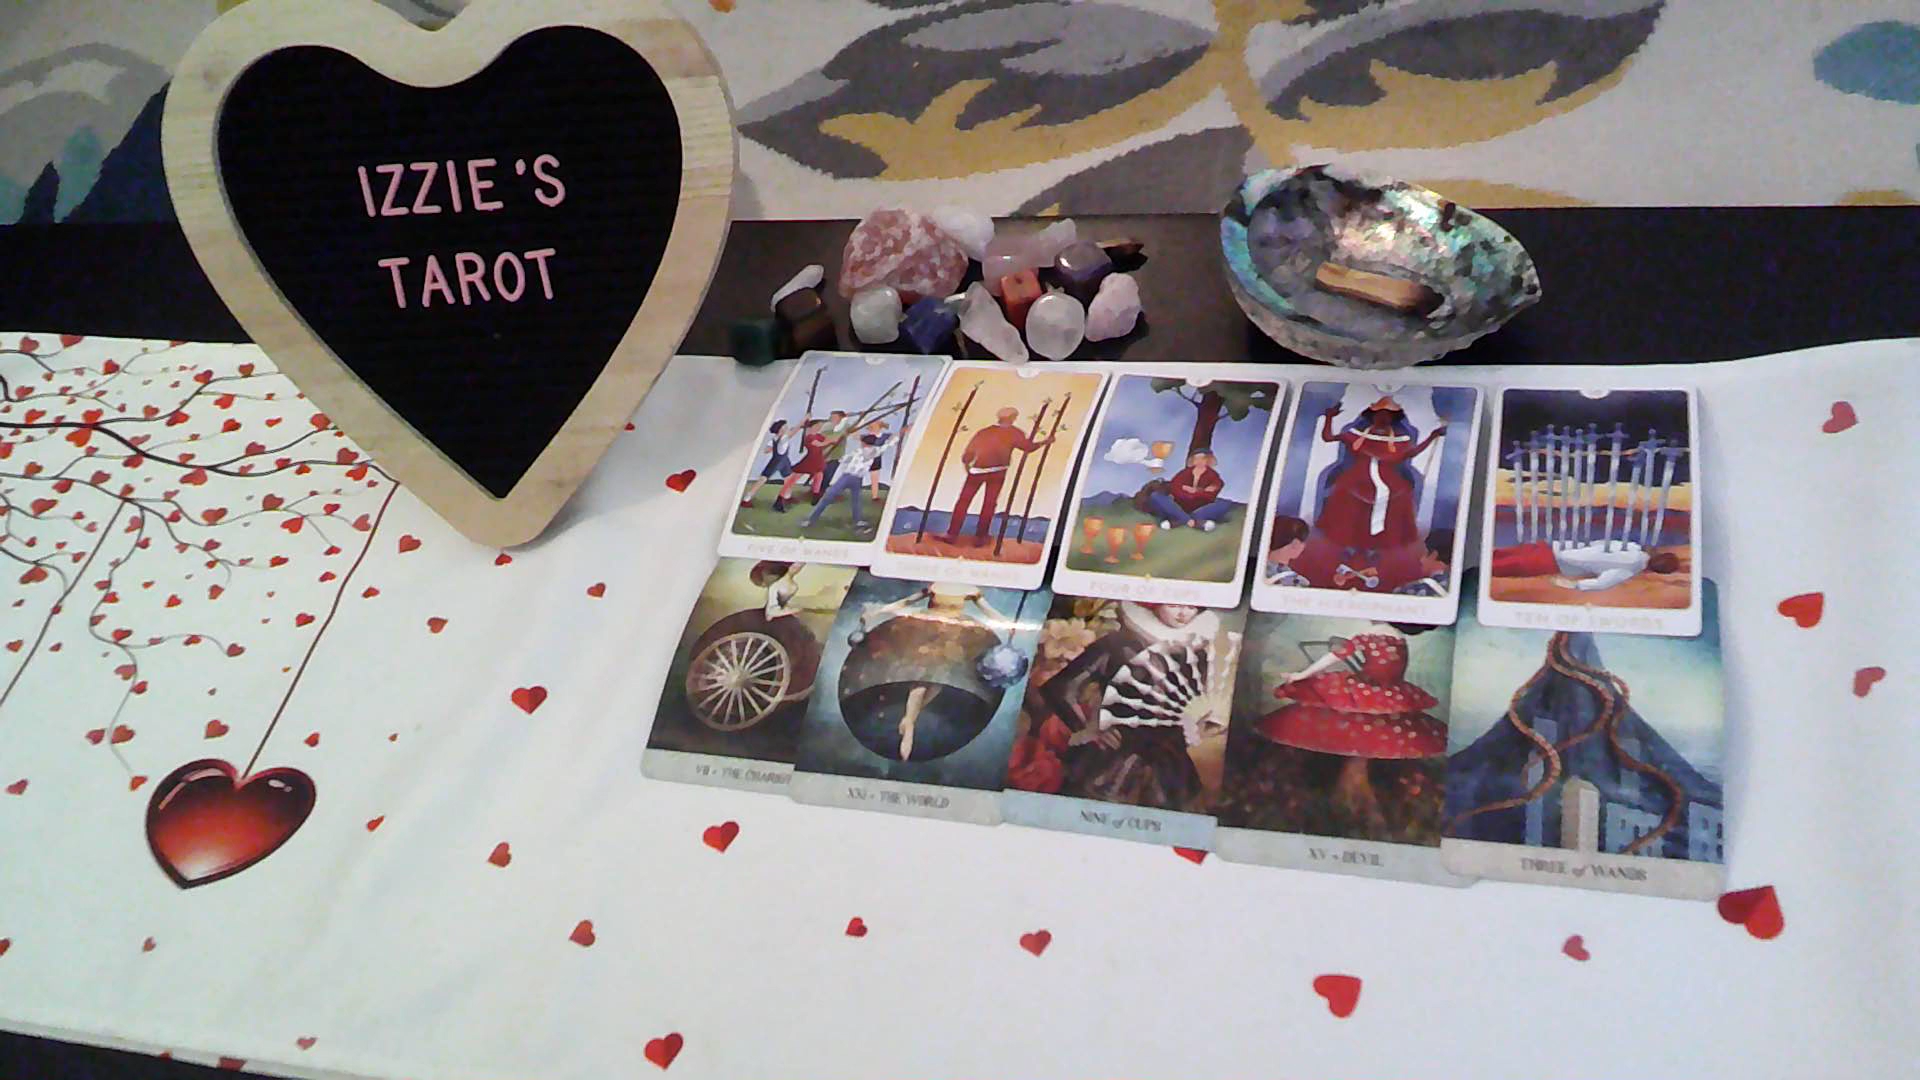 IZZIE'S
TAROT
FIVE OF WANDS
THREE OF WANDS
FOUR OF CUPS
THE HIEROPHANT
TEN OF SWORDS
VII • THE CHARIOT
XXI • THE WORLD
NINE of CUPS
XV • DEVIL
THREE of WANDS